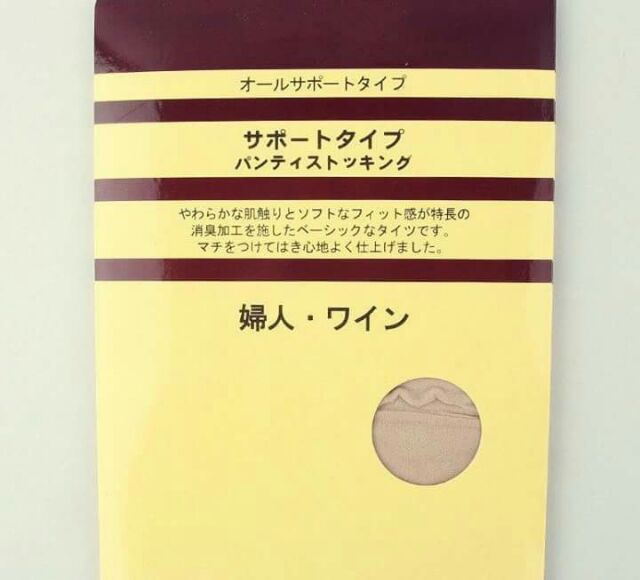 オールサポートタイプ
サポートタイプ
パンティストッキング
やわらかな肌触りとソフトなフィット感が特長の
消臭加工を施したベーシックなタイツです。
マチをつけてはき心地よく仕上げました。
婦人・ワイン